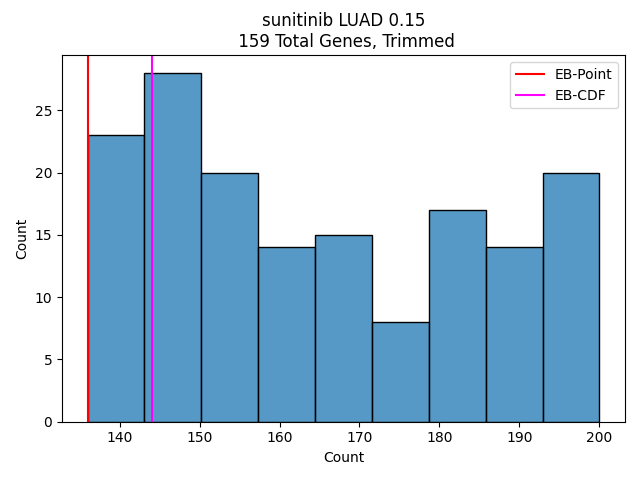 sunitinib LUAD 0.15
159 Total Genes, Trimmed
EB-Point
EB-CDF
Count
25
20
15
10
5
0
140 150 160 170 180 190 200
Count